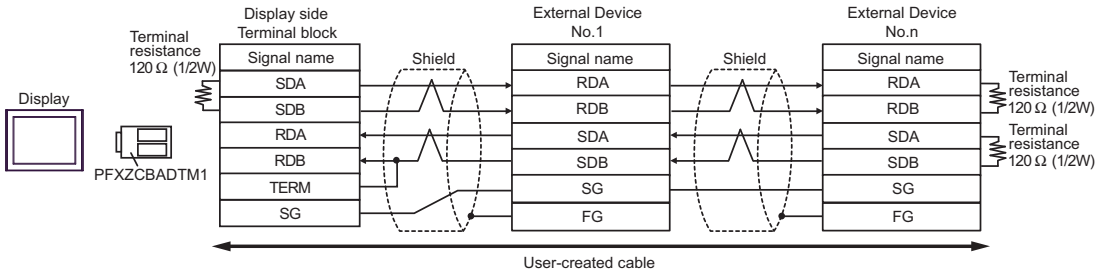 Display side
Terminal block
External Device
No.1
External Device
No.n
Terminal
resistance
120 Ω (1/2W)
Signal name
Shield
Signal name
Shield
Signal name
SDA
RDA
RDA
Terminal
resistance
120 Ω (1/2W)
Display
SDB
RDB
RDB
RDA
SDA
SDA
Terminal
resistance
120 Ω (1/2W)
RDB
SDB
SDB
PFXZCBADTM1
TERM
SG
SG
SG
FG
FG
User-created cable